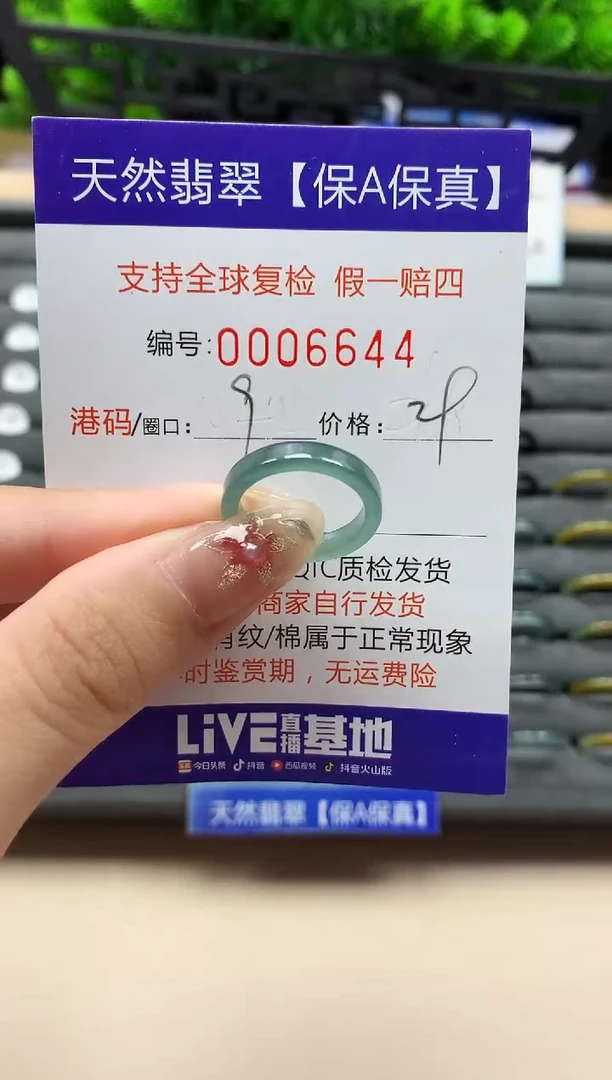 天然翡翠【保A保真】
支持全球复检 假一赔四
编号:0006644
港码/圈口: 9 价格:
QIC质检发货
商家自行发货
纹/棉属于正常现象
时鉴赏期，无运费险
LiVE直播基地
今日头条 抖音 西瓜视频 抖音火山版
天然翡翠【保A保真】